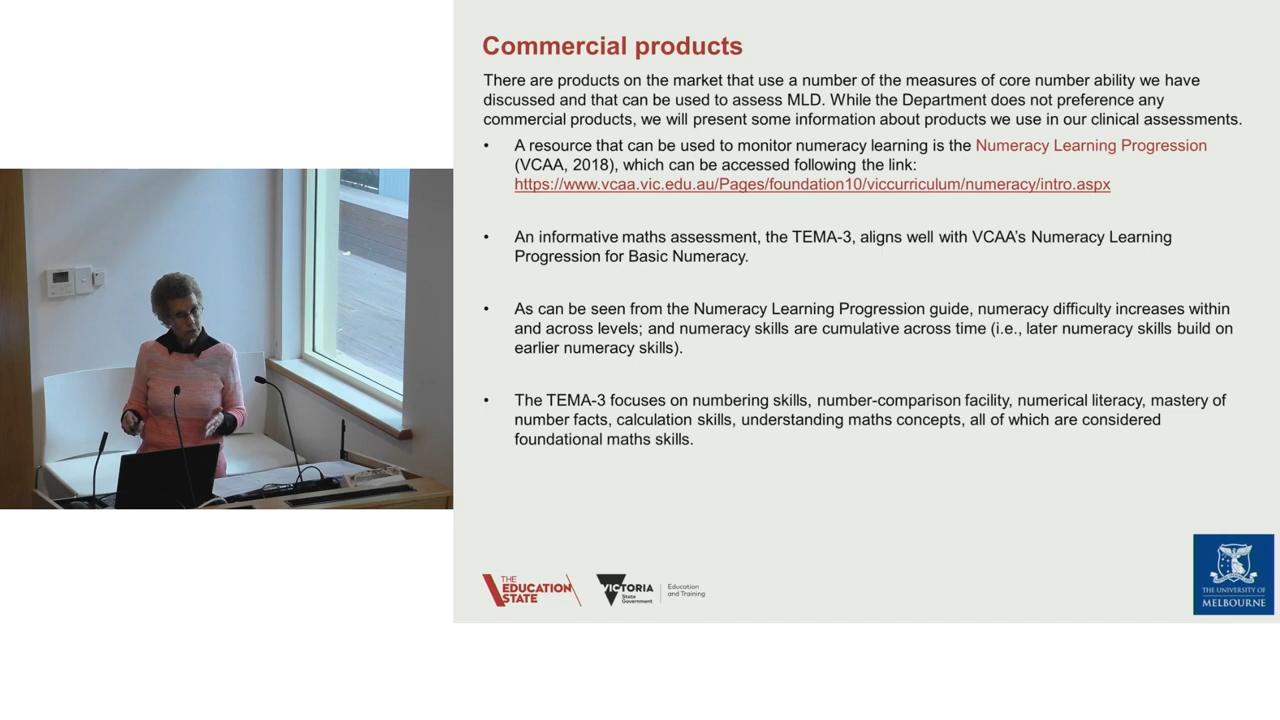 Commercial products
There are products on the market that use a number of the measures of core number ability we have
discussed and that can be used to assess MLD. While the Department does not preference any
commercial products, we will present some information about products we use in our clinical assessments.
• A resource that can be used to monitor numeracy learning is the Numeracy Learning Progression
(VCAA, 2018), which can be accessed following the link:
https://www.vcaa.vic.edu.au/Pages/foundation10/viccurriculum/numeracy/intro.aspx
• An informative maths assessment, the TEMA-3, aligns well with VCAA's Numeracy Learning
Progression for Basic Numeracy.
• As can be seen from the Numeracy Learning Progression guide, numeracy difficulty increases within
and across levels; and numeracy skills are cumulative across time (i.e., later numeracy skills build on
earlier numeracy skills).
• The TEMA-3 focuses on numbering skills, number-comparison facility, numerical literacy, mastery of
number facts, calculation skills, understanding maths concepts, all of which are considered
foundational maths skills.
THE
EDUCATION
STATE
VICTORIA
State
Government
Education
and Training
THE UNIVERSITY OF
MELBOURNE